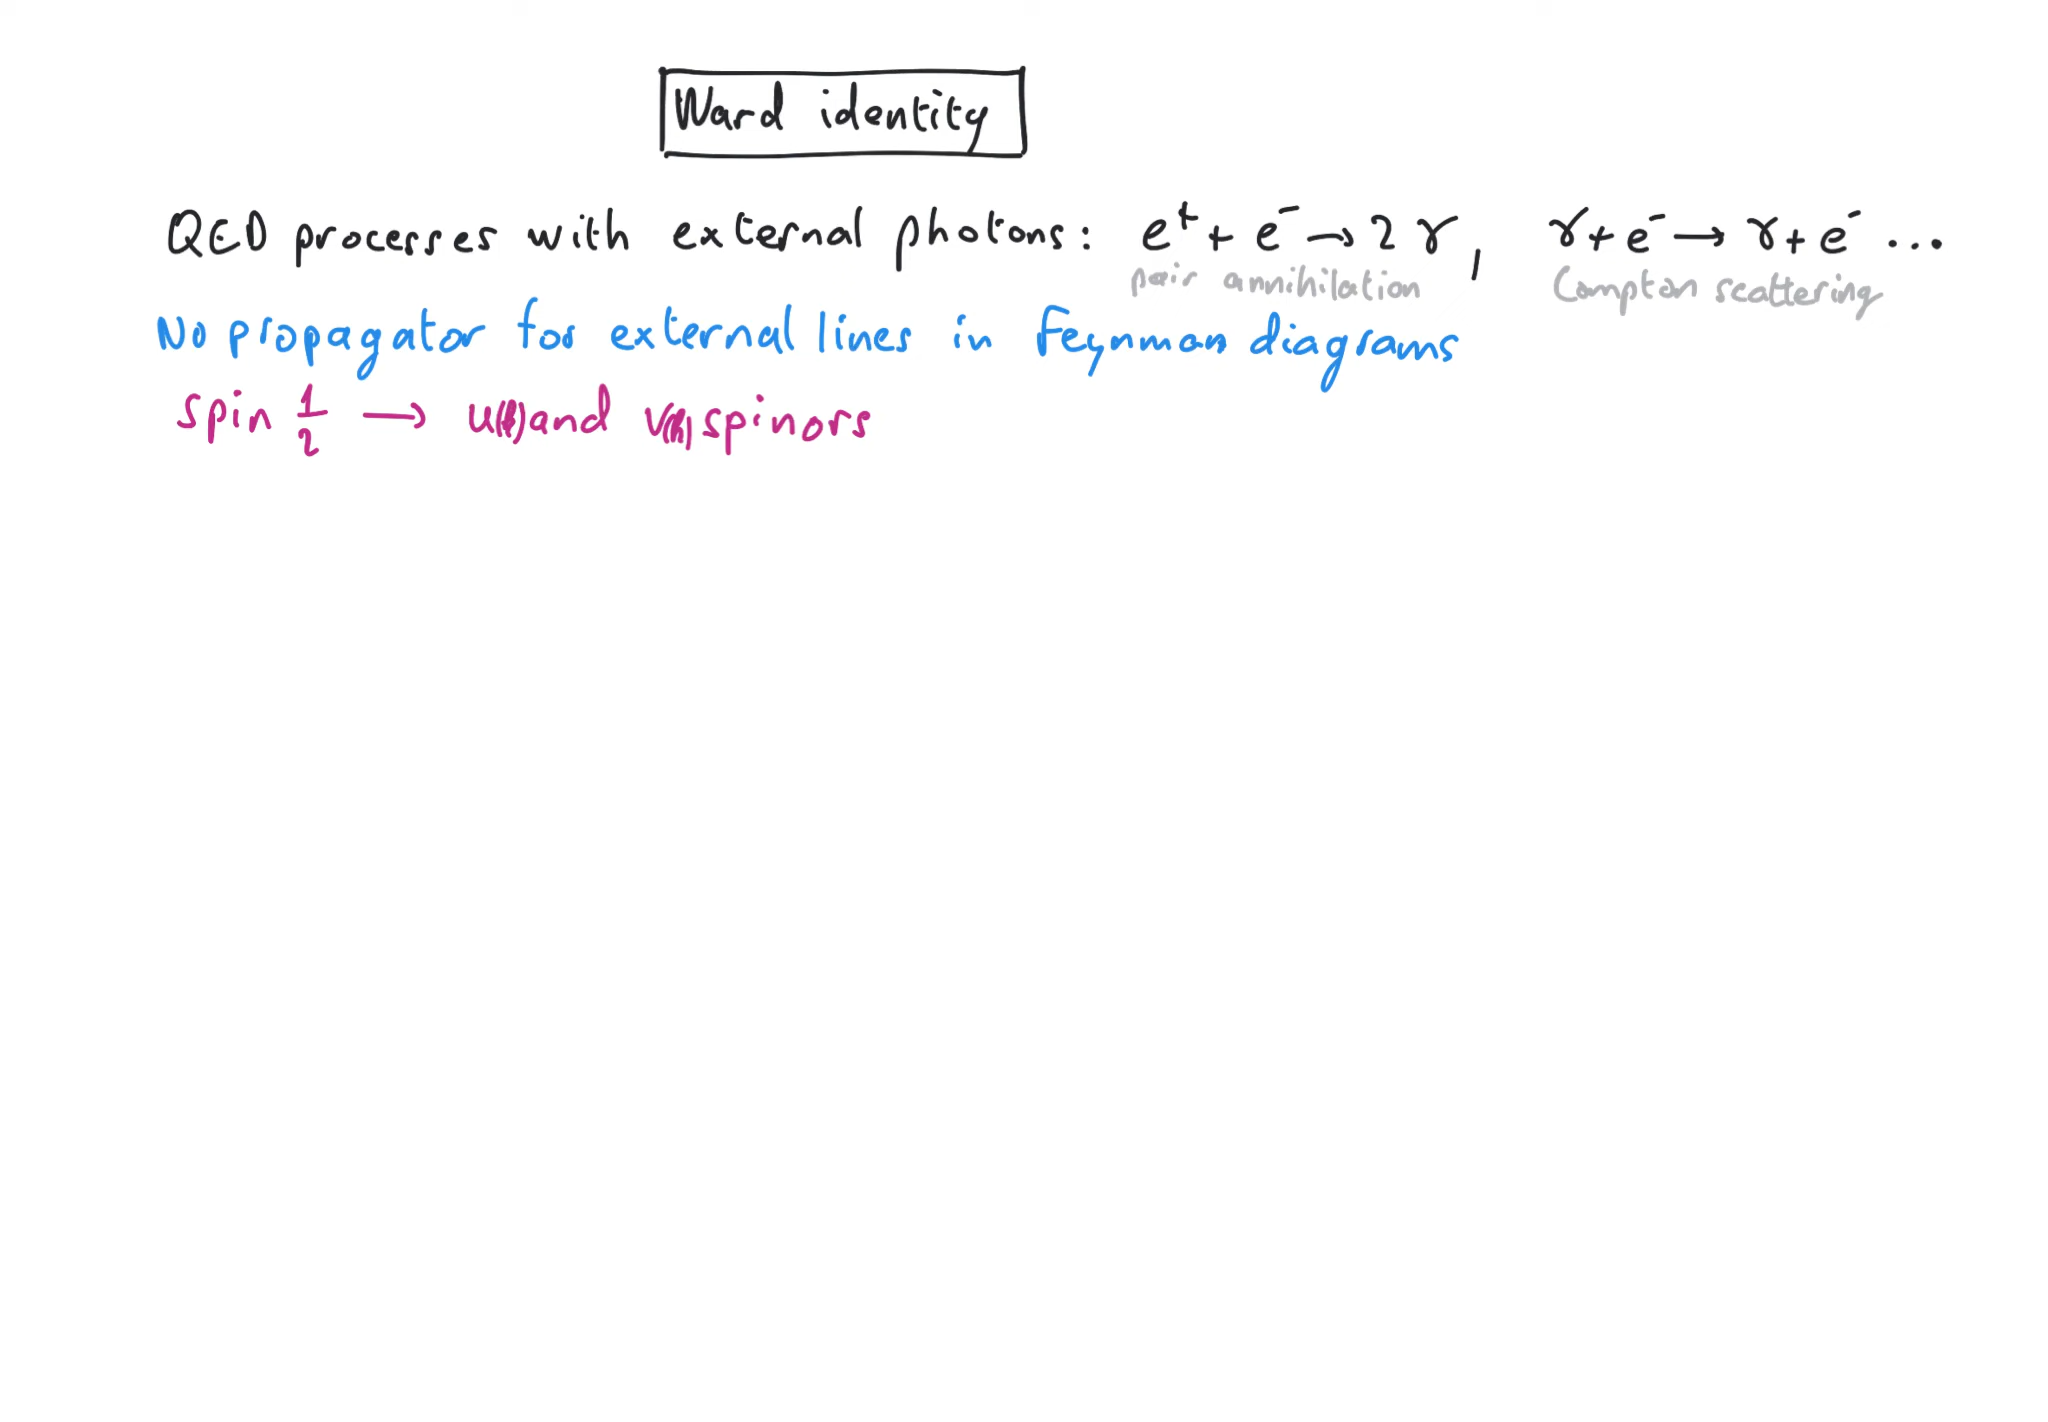 Ward identity
QED processes with external photons: e⁺ + e⁻ → 2 γ, γ + e⁻ → γ + e⁻ ...
pair annihilation Compton scattering
No propagator for external lines in Feynman diagrams
spin 1/2 → u and v spinors